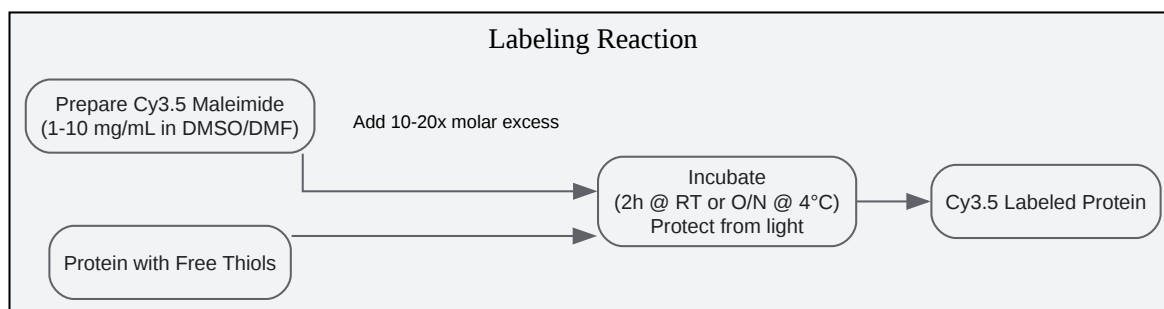 Labeling Reaction
Prepare Cy3.5 Maleimide
(1-10 mg/mL in DMSO/DMF)
Add 10-20x molar excess
Incubate
(2h @ RT or O/N @ 4°C)
Protect from light
Cy3.5 Labeled Protein
Protein with Free Thiols